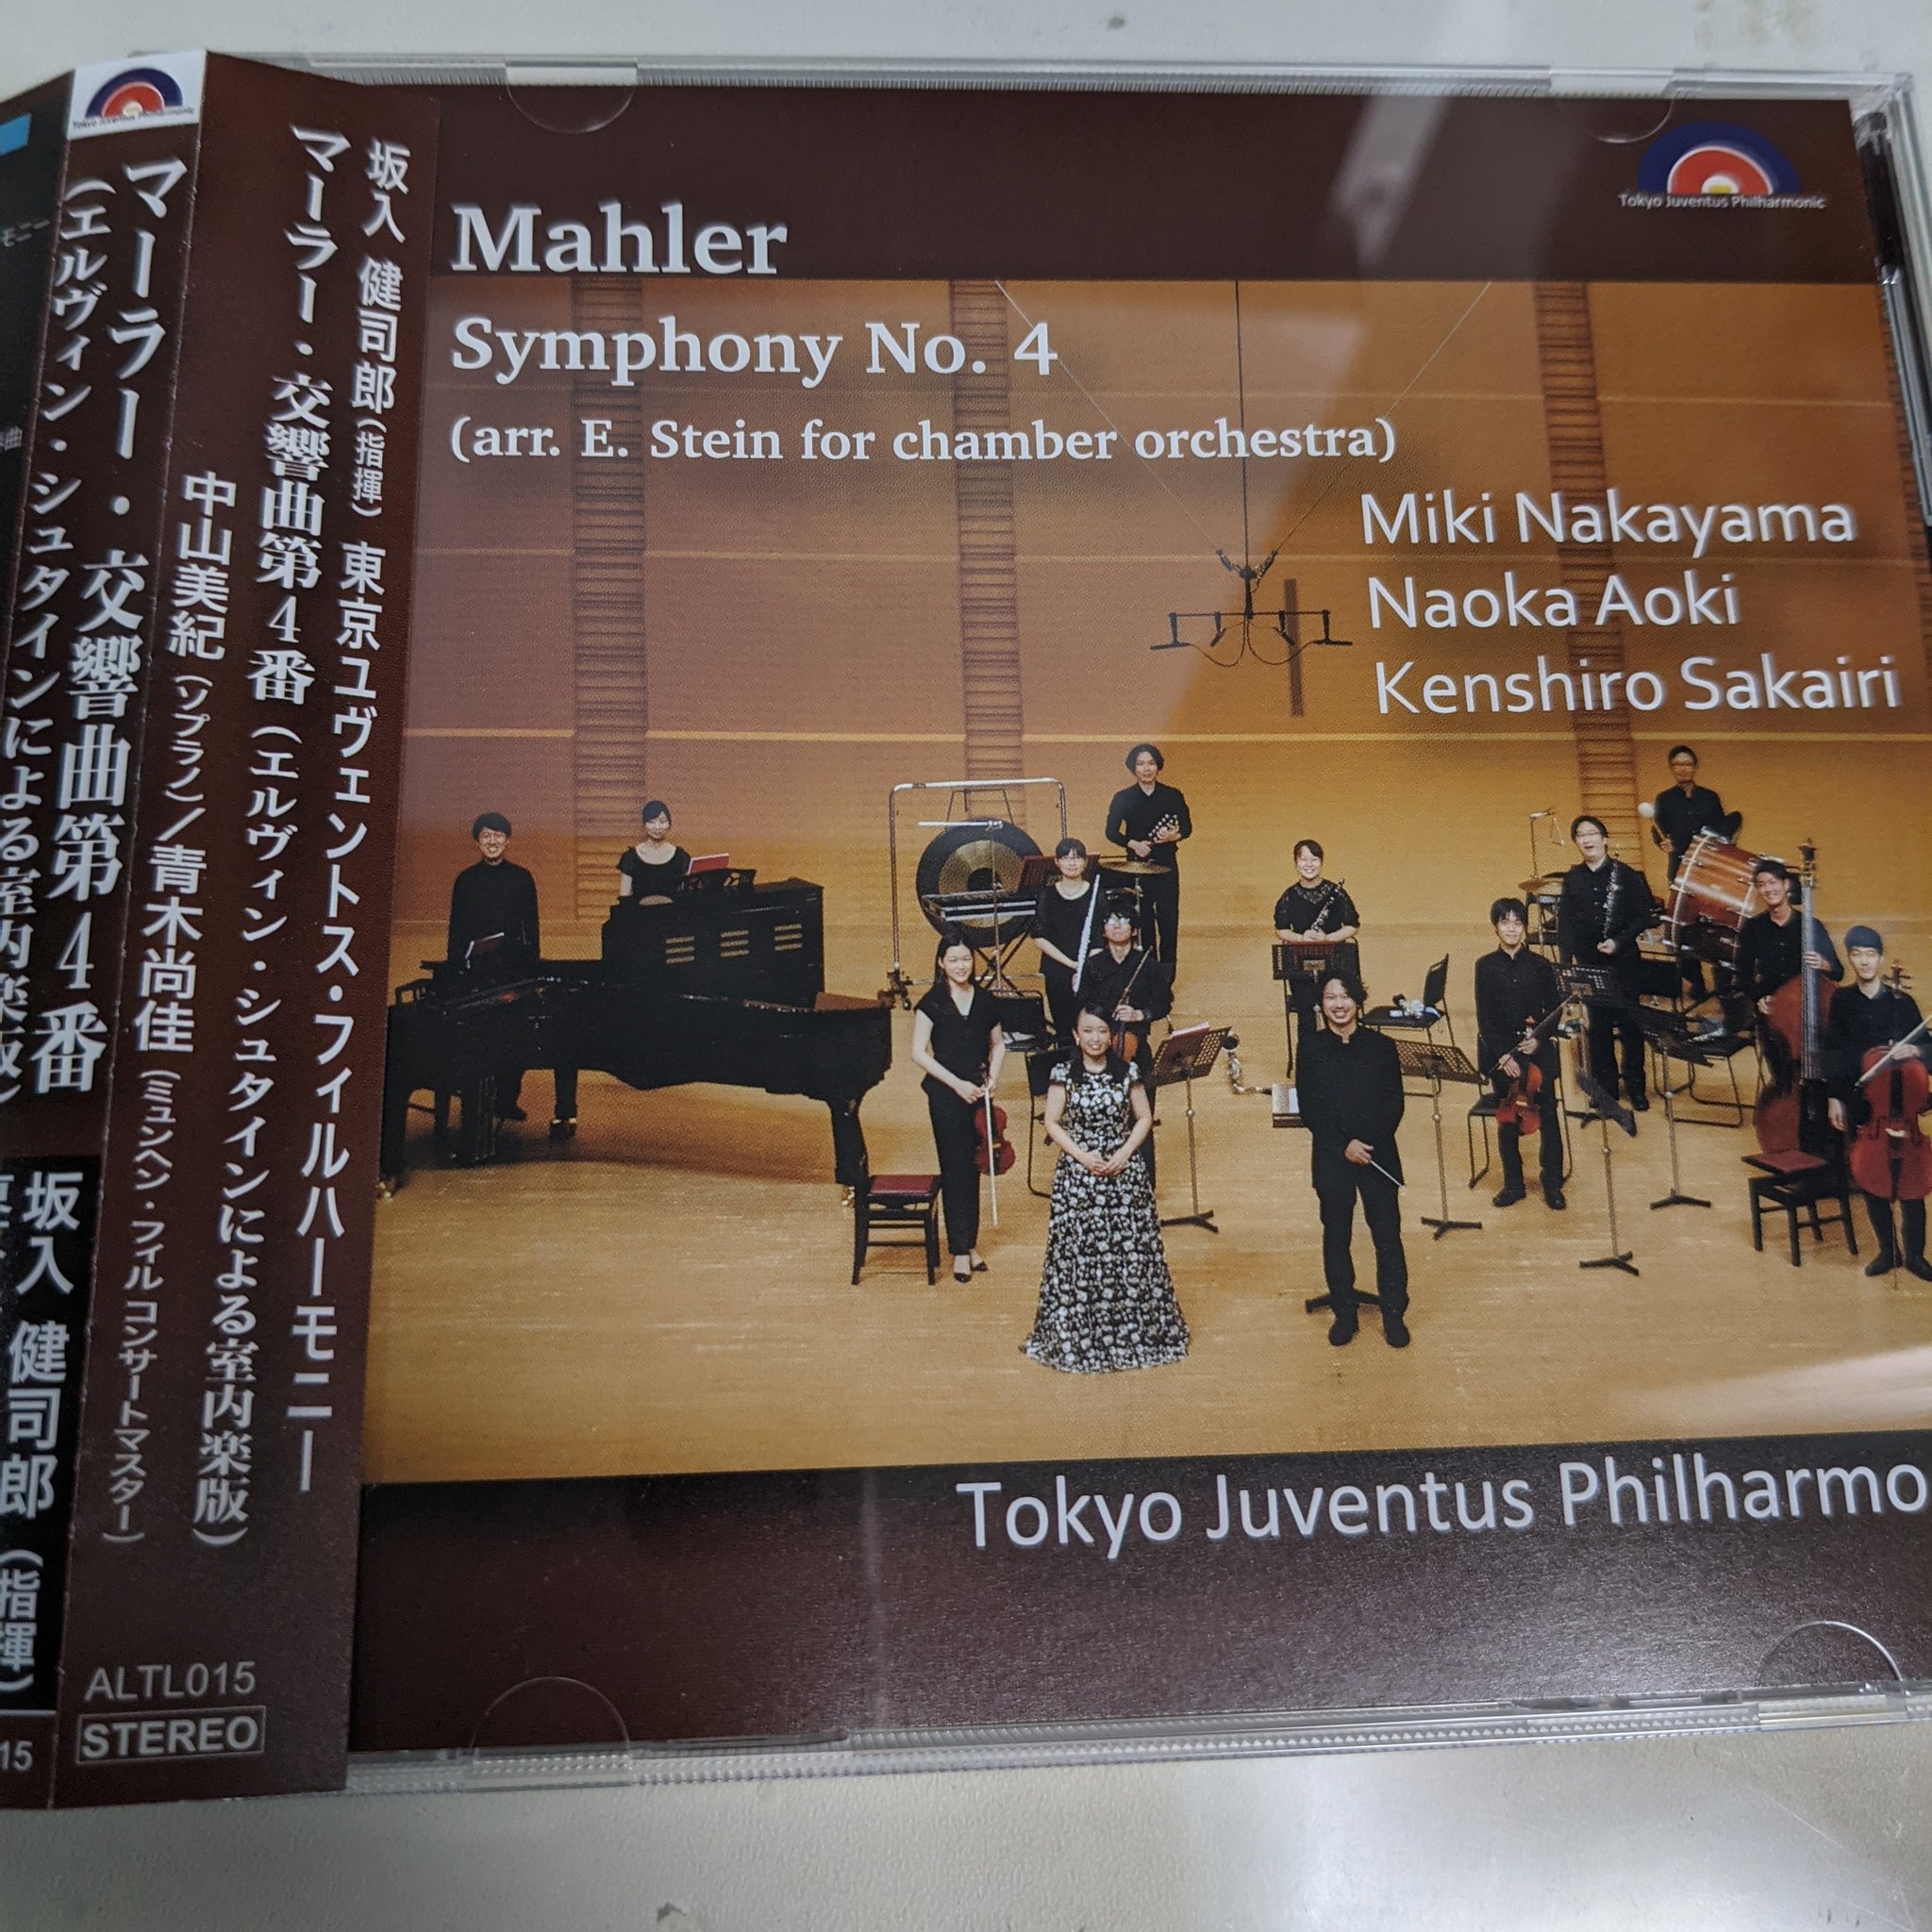 Mahler
Symphony No. 4
(arr. E. Stein for chamber orchestra)
Tokyo Juventus Philharmonic
Miki Nakayama
Naoka Aoki
Kenshiro Sakairi
Tokyo Juventus Philharmo
坂入 健司郎(指揮) 東京ユヴェントス・フィルハーモニー
マーラー・交響曲第4番(エルヴィン・シュタインによる室内楽版)
中山美紀(ソプラノ)/青木尚佳(ミュンヘン・フィル コンサートマスター)
ALTL015
STEREO
Tokyo Juventus Philharmonic
マーラー・交響曲第4番
(エルヴィン・シュタインによる室内楽版)
坂入 健司郎(指揮)
15
モニー